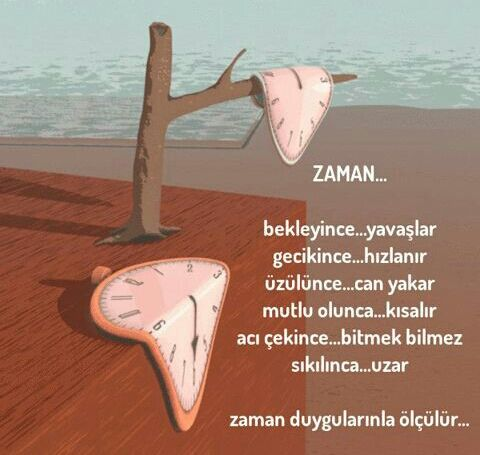 ZAMAN...
bekleyince...yavaşlar
gecikince...hızlanır
üzülünce...can yakar
mutlu olunca...kısalır
acı çekince...bitmek bilmez
sıkılınca...uzar
zaman duygularınla ölçülür...